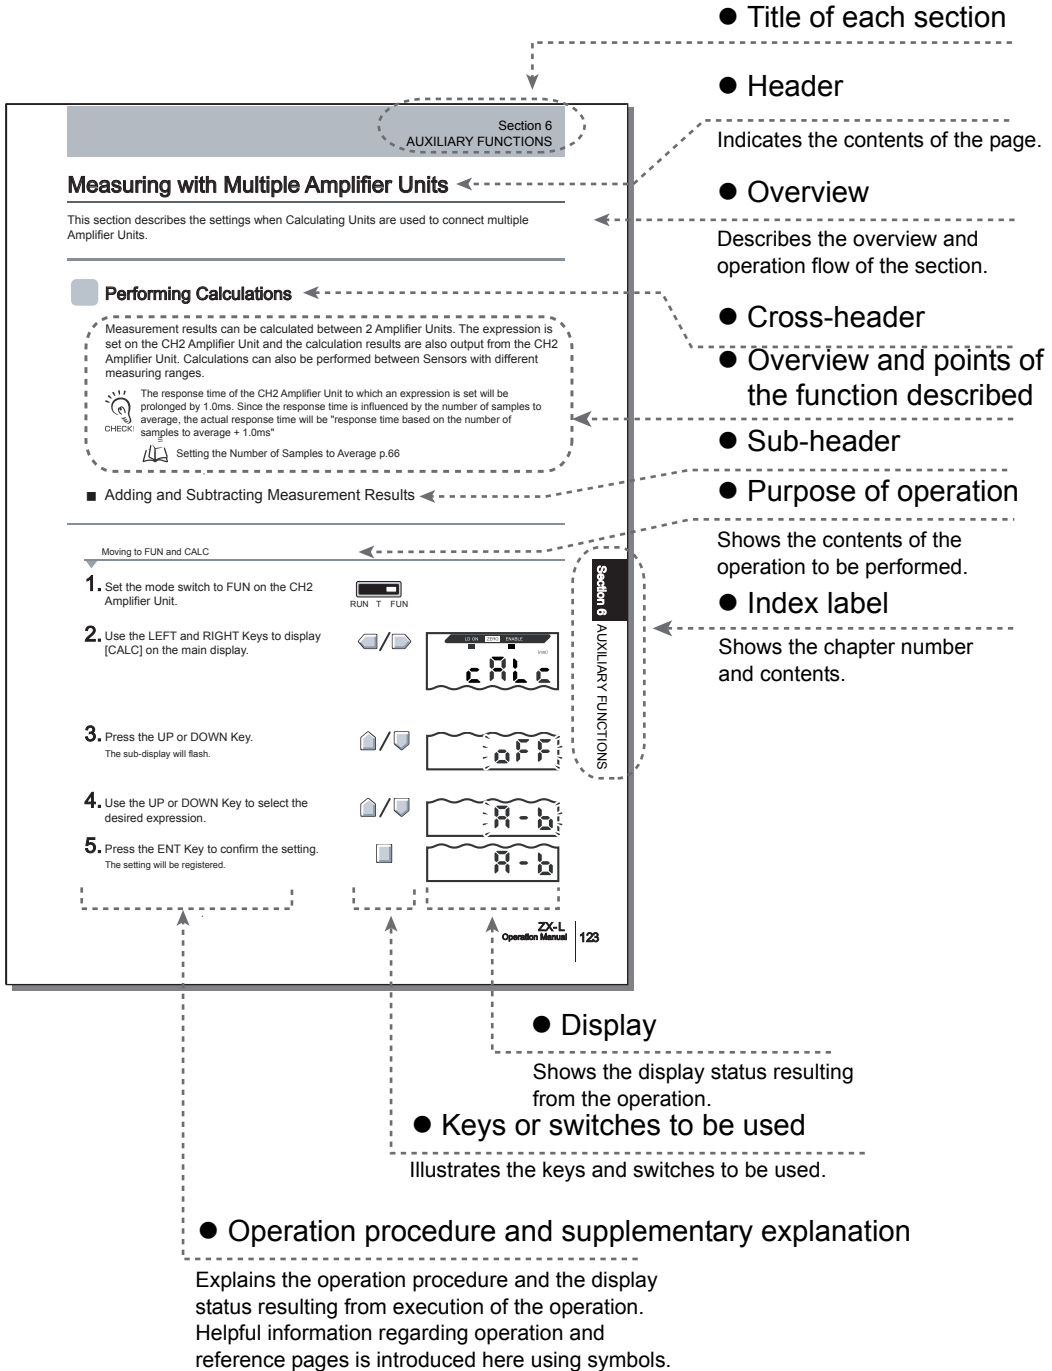 ● Title of each section
● Header
Indicates the contents of the page.
● Overview
Describes the overview and
operation flow of the section.
● Cross-header
● Overview and points of
the function described
● Sub-header
● Purpose of operation
Shows the contents of the
operation to be performed.
● Index label
Shows the chapter number
and contents.
Section 6
AUXILIARY FUNCTIONS
Measuring with Multiple Amplifier Units
This section describes the settings when Calculating Units are used to connect multiple
Amplifier Units.
Performing Calculations
Measurement results can be calculated between 2 Amplifier Units. The expression is
set on the CH2 Amplifier Unit and the calculation results are also output from the CH2
Amplifier Unit. Calculations can also be performed between Sensors with different
measuring ranges.
CHECK!
The response time of the CH2 Amplifier Unit to which an expression is set will be
prolonged by 1.0ms. Since the response time is influenced by the number of samples to
average, the actual response time will be "response time based on the number of
samples to average + 1.0ms"
Setting the Number of Samples to Average p.66
■ Adding and Subtracting Measurement Results
Moving to FUN and CALC
1. Set the mode switch to FUN on the CH2
Amplifier Unit.
RUN T FUN
2. Use the LEFT and RIGHT Keys to display
[CALC] on the main display.
/
LD ON ZERO ENABLE
(mm)
cALc
3. Press the UP or DOWN Key.
The sub-display will flash.
/
oFF
4. Use the UP or DOWN Key to select the
desired expression.
/
A-b
5. Press the ENT Key to confirm the setting.
The setting will be registered.
A-b
Section 6 AUXILIARY FUNCTIONS
ZX-L
Operation Manual
123
● Display
Shows the display status resulting
from the operation.
● Keys or switches to be used
Illustrates the keys and switches to be used.
● Operation procedure and supplementary explanation
Explains the operation procedure and the display
status resulting from execution of the operation.
Helpful information regarding operation and
reference pages is introduced here using symbols.